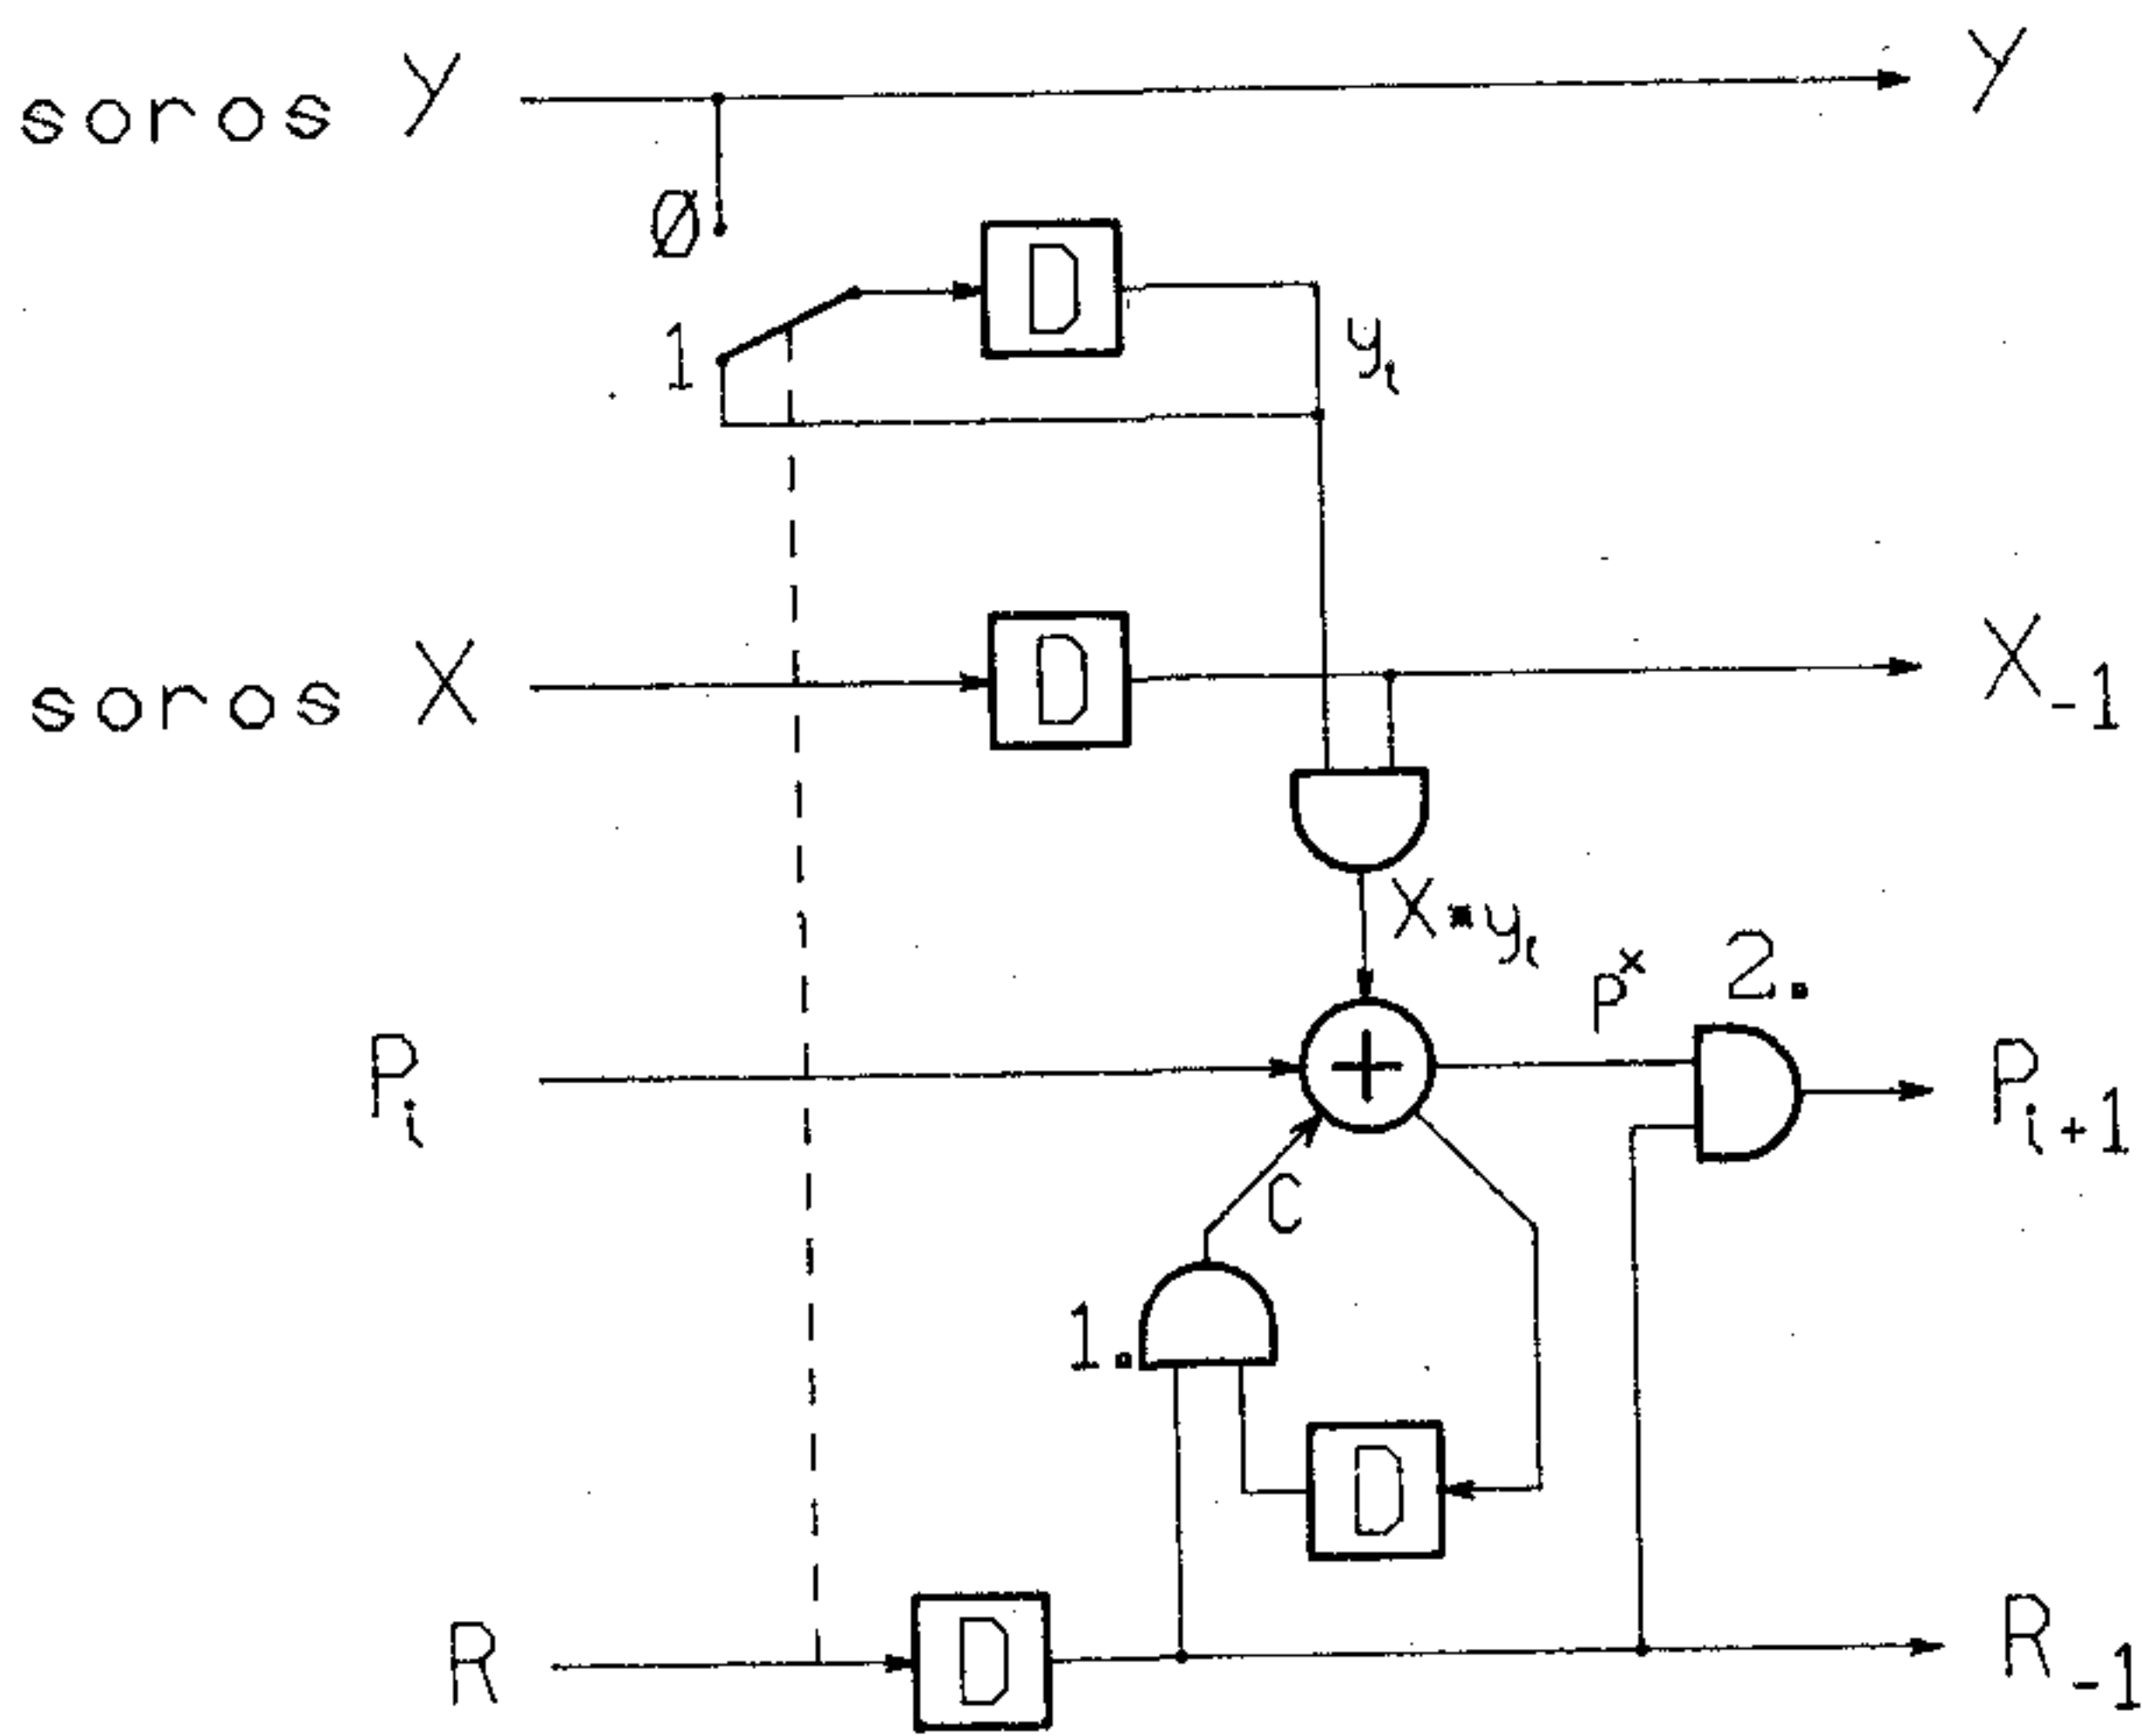 soros Y
Y
Ø
D
1
y_i
soros X
D
X_-1
X*y_i
P^x
2.
P_i
+
P_i+1
C
1.
D
R
D
R_-1